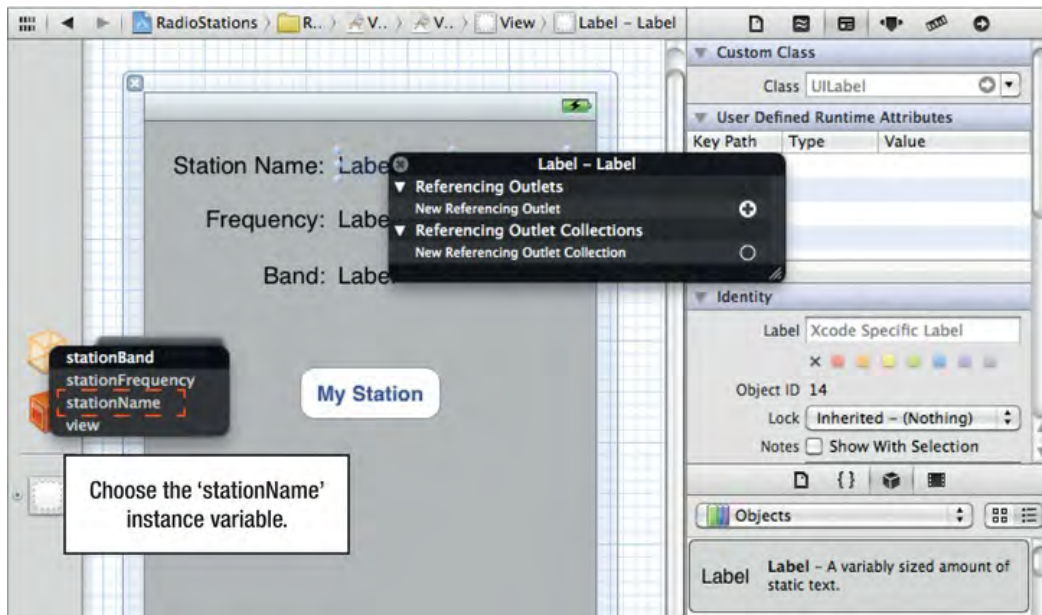 RadioStations
R..
V..
V..
View
Label – Label
Custom Class
Class UILabel
User Defined Runtime Attributes
Key Path Type Value
Station Name: Labe
Frequency: Labe
Band: Label
Label – Label
Referencing Outlets
New Referencing Outlet
Referencing Outlet Collections
New Referencing Outlet Collection
stationBand
stationFrequency
stationName
view
My Station
Choose the ‘stationName’
instance variable.
Identity
Label Xcode Specific Label
Object ID 14
Lock Inherited – (Nothing)
Notes Show With Selection
{}
Objects
Label
Label – A variably sized amount of
static text.